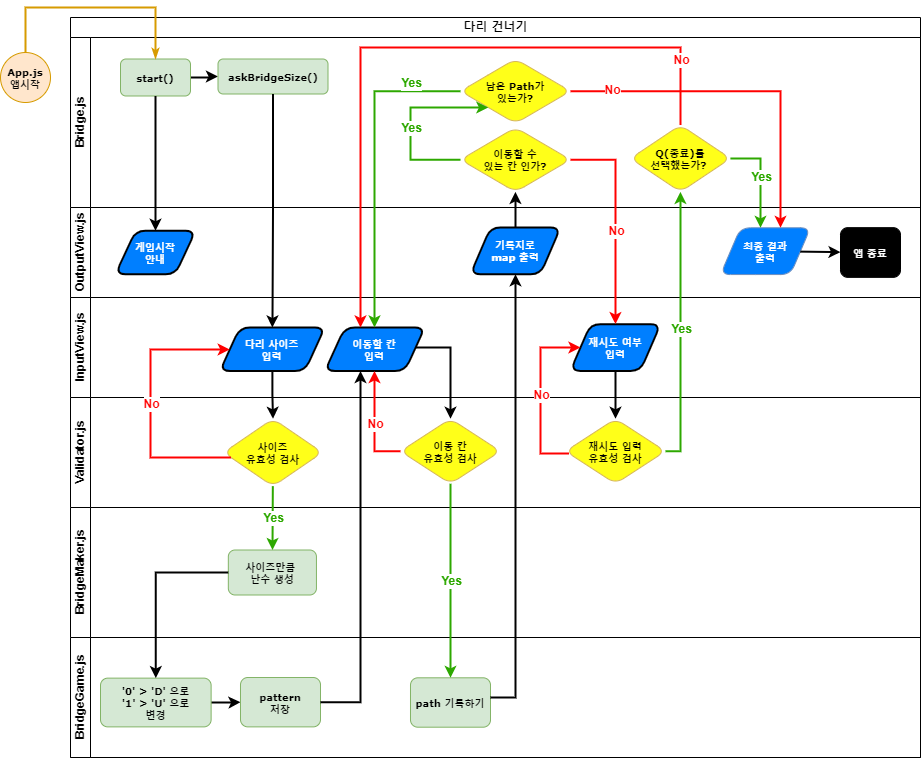 다리 건너기
App.js
앱시작
Bridge.js
start()
askBridgeSize()
Yes
남은 Path가
있는가?
No
No
Yes
이동할 수
있는 칸 인가?
Q(종료)를
선택했는가?
Yes
OutputView.js
게임시작
안내
기록지로
map 출력
No
최종 결과
출력
앱 종료
InputView.js
다리 사이즈
입력
이동할 칸
입력
재시도 여부
입력
Yes
No
No
No
Validator.js
사이즈
유효성 검사
이동 칸
유효성 검사
재시도 입력
유효성 검사
Yes
BridgeMaker.js
사이즈만큼
난수 생성
Yes
BridgeGame.js
'0' > 'D' 으로
'1' > 'U' 으로
변경
pattern
저장
path 기록하기